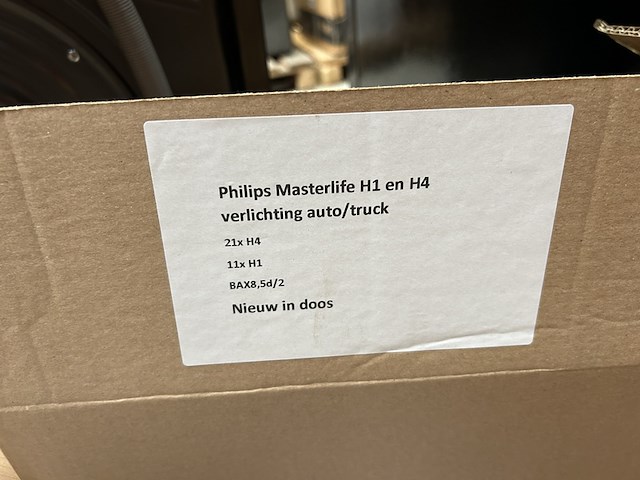 Philips Masterlife H1 en H4
verlichting auto/truck
21x H4
11x H1
BAX8,5d/2
Nieuw in doos